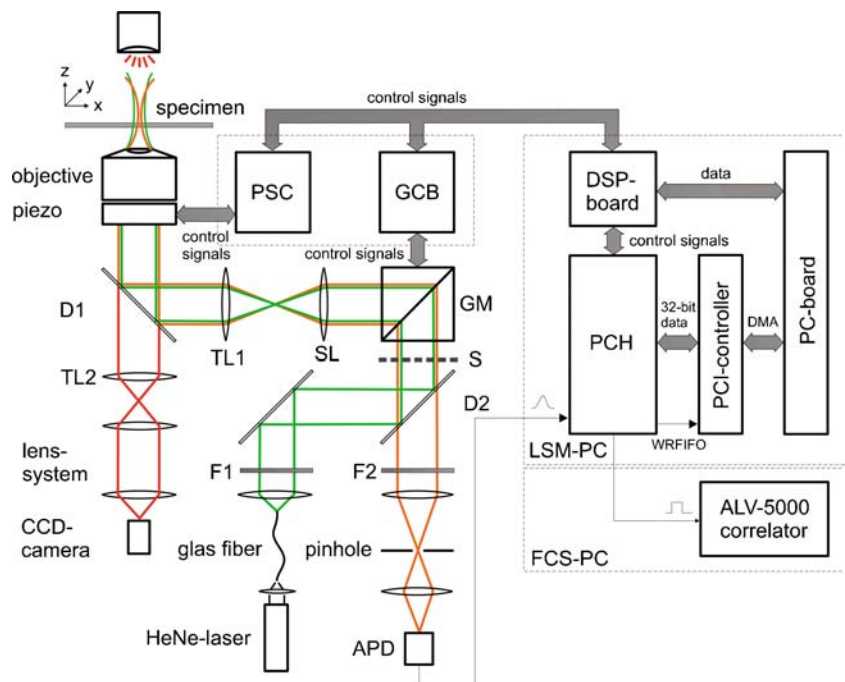 z
y
x
specimen
control signals
objective
piezo
PSC
GCB
DSP-
board
data
control
signals
control signals
control signals
D1
TL1
SL
GM
PCH
32-bit
data
PCI-controller
DMA
PC-board
TL2
S
D2
WRFIFO
LSM-PC
lens-
system
F1
F2
CCD-
camera
glas fiber
pinhole
ALV-5000
correlator
FCS-PC
HeNe-laser
APD